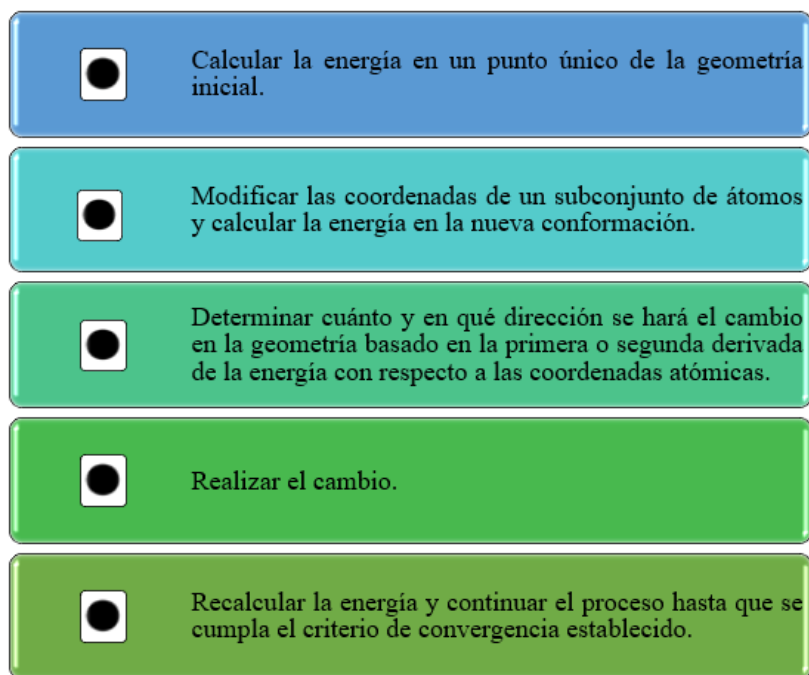 Calcular la energía en un punto único de la geometría
inicial.
Modificar las coordenadas de un subconjunto de átomos
y calcular la energía en la nueva conformación.
Determinar cuánto y en qué dirección se hará el cambio
en la geometría basado en la primera o segunda derivada
de la energía con respecto a las coordenadas atómicas.
Realizar el cambio.
Recalcular la energía y continuar el proceso hasta que se
cumpla el criterio de convergencia establecido.